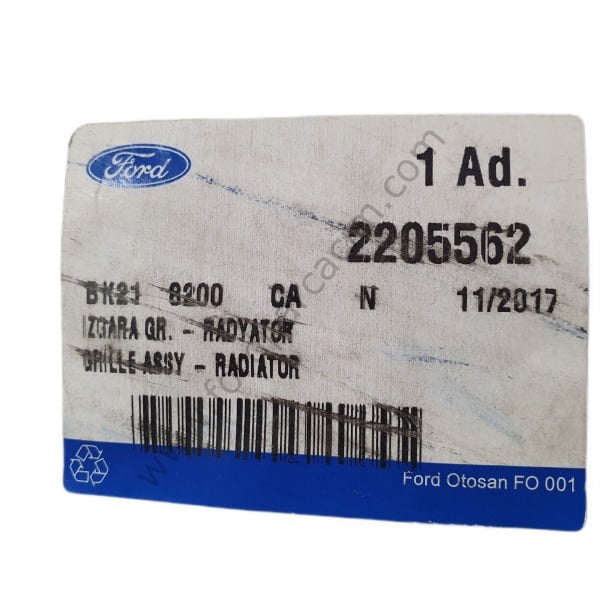 Ford
1 Ad.
2205562
BK21 8200 CA N 11/2017
IZGARA GR. - RADYATOR
GRILLE ASSY - RADIATOR
Ford Otosan FO 001